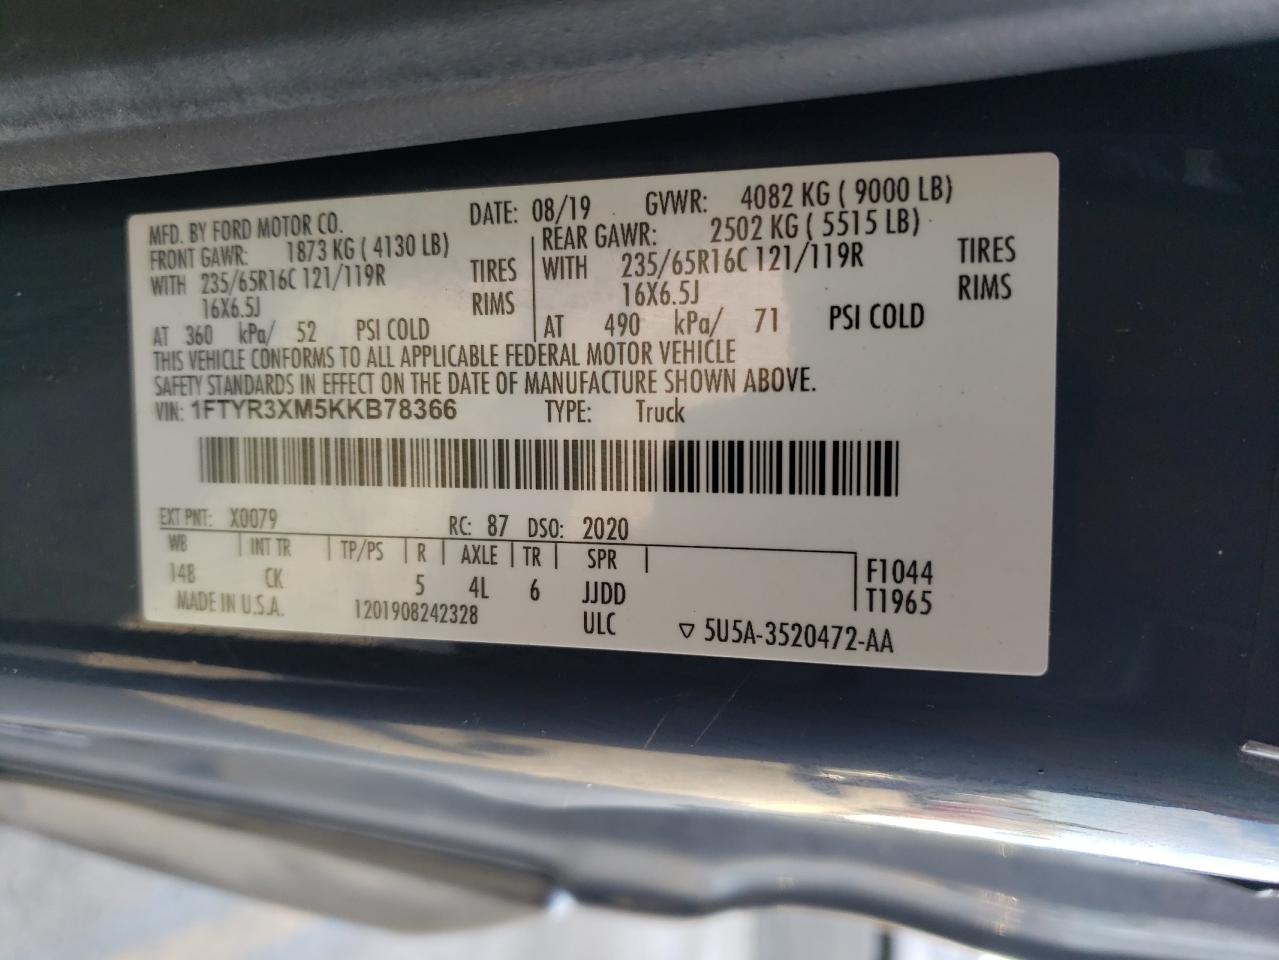 MFD. BY FORD MOTOR CO. DATE: 08/19 GVWR: 4082 KG ( 9000 LB)
FRONT GAWR: 1873 KG ( 4130 LB) REAR GAWR: 2502 KG ( 5515 LB)
WITH 235/65R16C 121/119R TIRES WITH 235/65R16C 121/119R TIRES
16X6.5J RIMS 16X6.5J RIMS
AT 360 kPa/ 52 PSI COLD AT 490 kPa/ 71 PSI COLD
THIS VEHICLE CONFORMS TO ALL APPLICABLE FEDERAL MOTOR VEHICLE
SAFETY STANDARDS IN EFFECT ON THE DATE OF MANUFACTURE SHOWN ABOVE.
VIN: 1FTYR3XM5KKB78366 TYPE: Truck
EXT PNT: X0079 RC: 87 DSO: 2020
WB INT TR TP/PS R AXLE TR SPR
148 CK 5 4L 6 JJDD F1044
MADE IN U.S.A. 1201908242328 ULC T1965
▽ 5U5A-3520472-AA